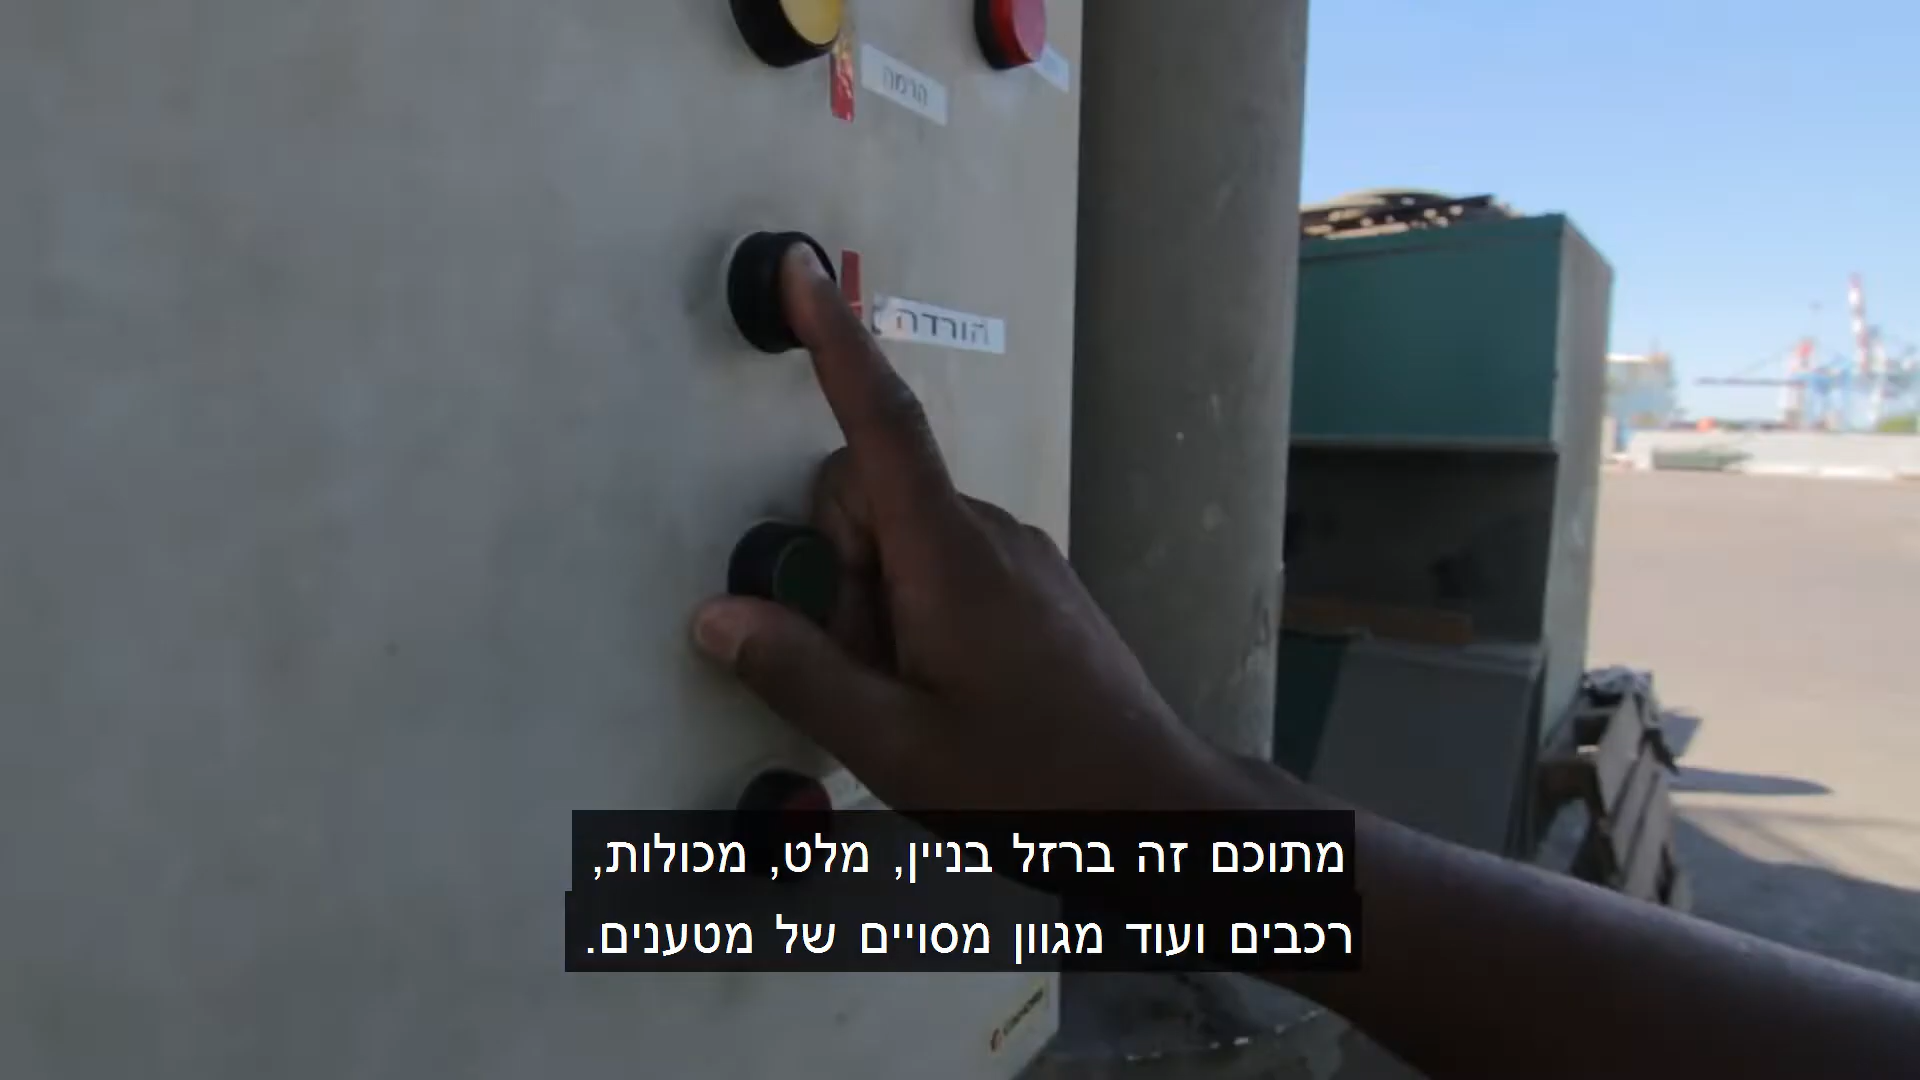 הרמה
הורדה
מתוכם זה ברזל בניין, מלט, מכולות,
רכבים ועוד מגוון מסויים של מטענים.